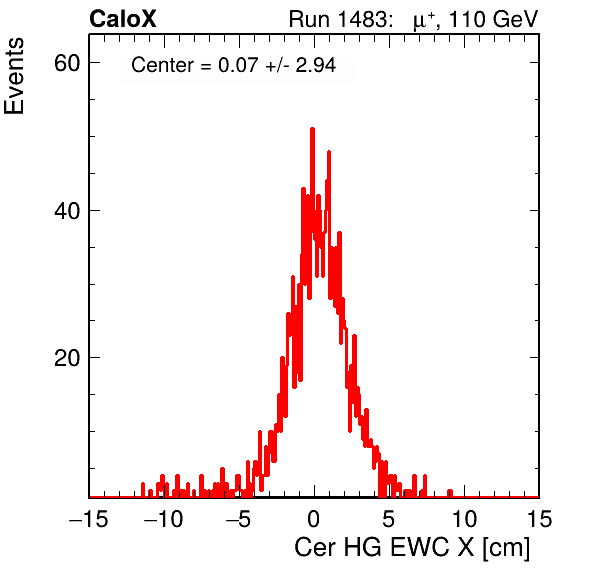 CaloX Run 1483: μ⁺, 110 GeV
Center = 0.07 +/- 2.94
Events
60
40
20
−15 −10 −5 0 5 10 15
Cer HG EWC X [cm]